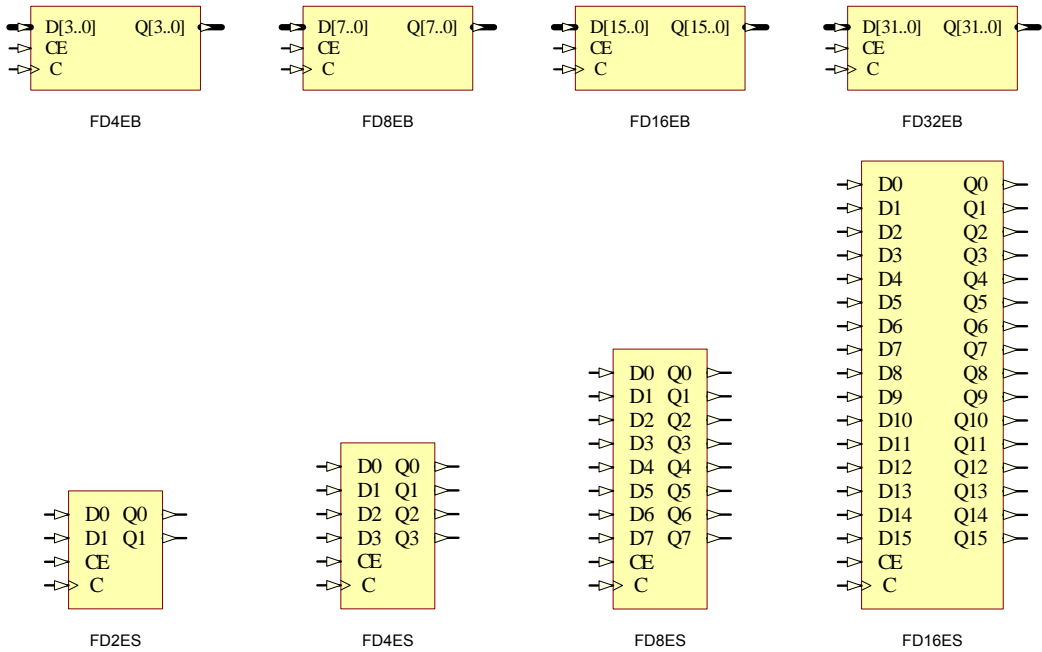 D[3..0] Q[3..0]
CE
C
FD4EB
D[7..0] Q[7..0]
CE
C
FD8EB
D[15..0] Q[15..0]
CE
C
FD16EB
D[31..0] Q[31..0]
CE
C
FD32EB
D0 Q0
D1 Q1
CE
C
FD2ES
D0 Q0
D1 Q1
D2 Q2
D3 Q3
CE
C
FD4ES
D0 Q0
D1 Q1
D2 Q2
D3 Q3
D4 Q4
D5 Q5
D6 Q6
D7 Q7
CE
C
FD8ES
D0 Q0
D1 Q1
D2 Q2
D3 Q3
D4 Q4
D5 Q5
D6 Q6
D7 Q7
D8 Q8
D9 Q9
D10 Q10
D11 Q11
D12 Q12
D13 Q13
D14 Q14
D15 Q15
CE
C
FD16ES